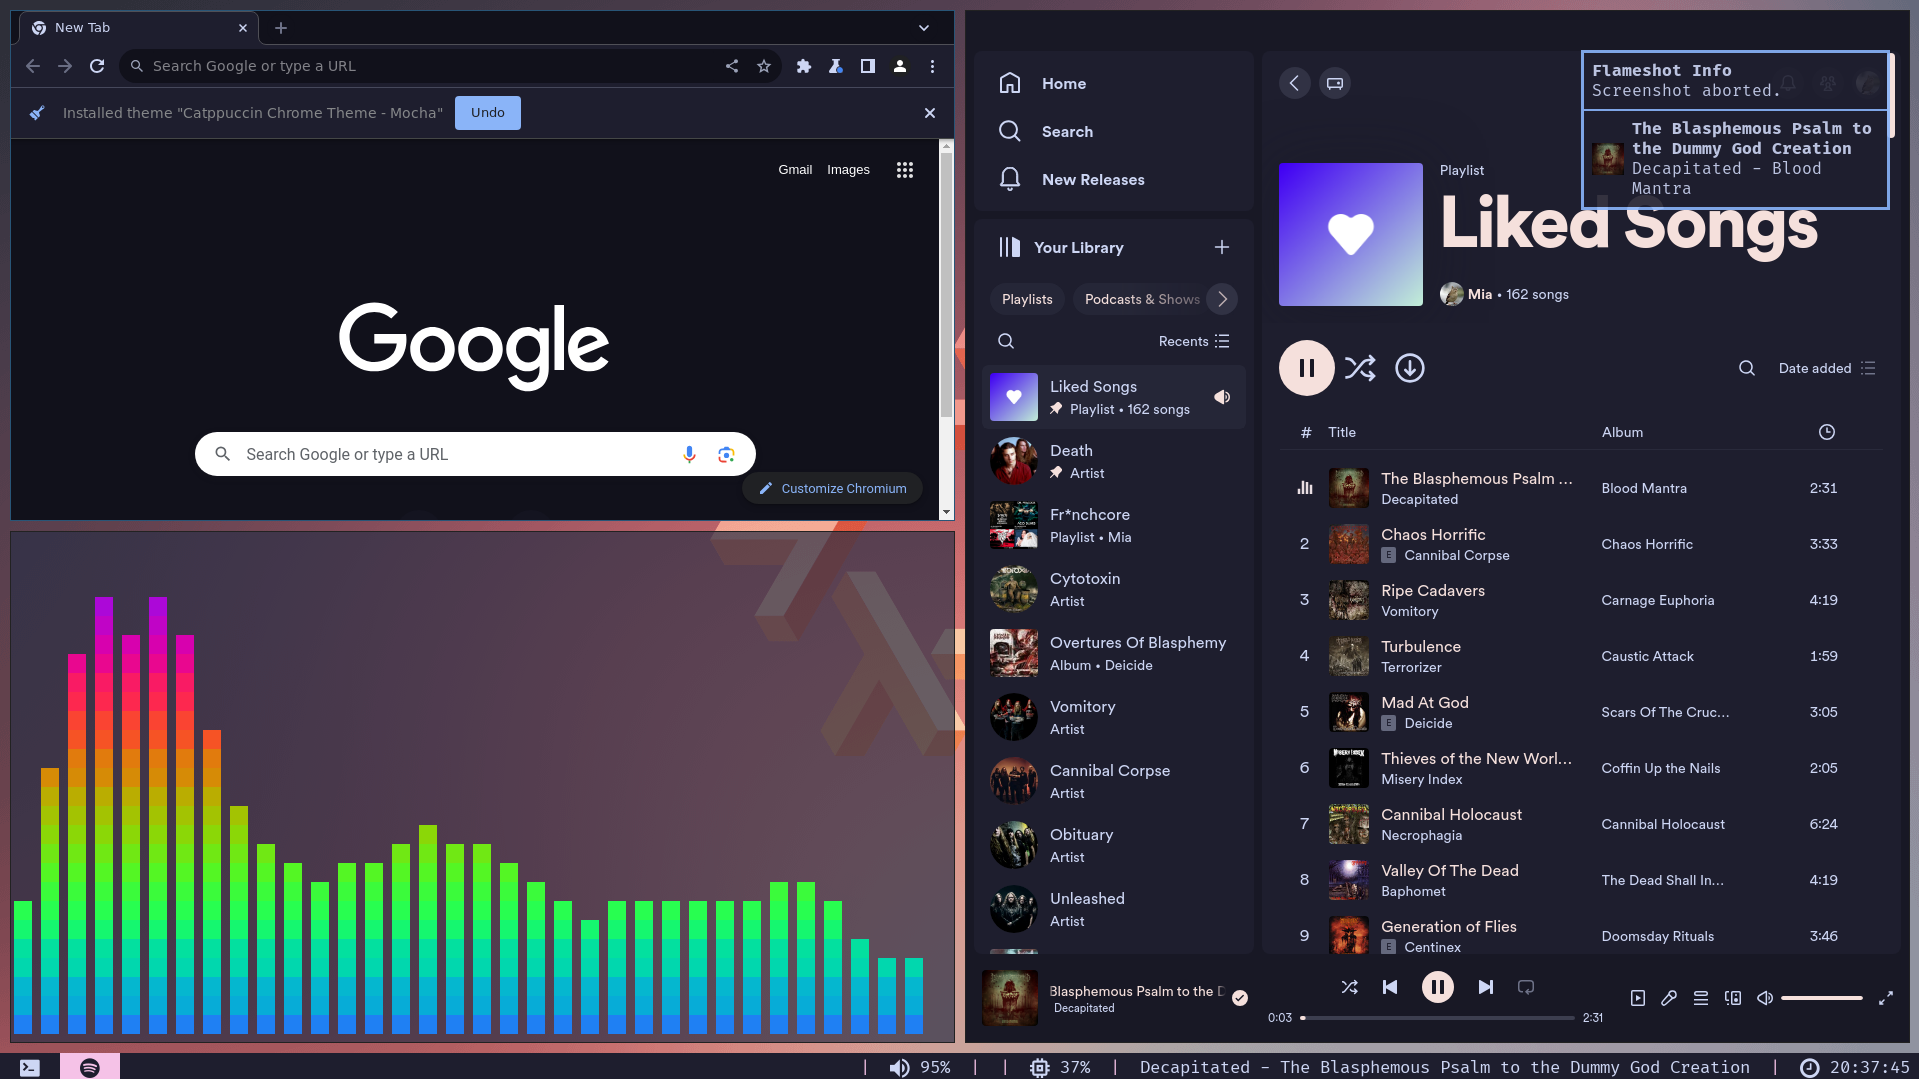 New Tab
Search Google or type a URL
Installed theme "Catppuccin Chrome Theme - Mocha"
Undo
Gmail
Images
Google
Search Google or type a URL
Customize Chromium
Home
Search
New Releases
Your Library
Playlists
Podcasts & Shows
Recents
Liked Songs
Playlist • 162 songs
Death
Artist
Fr*nchcore
Playlist • Mia
Cytotoxin
Artist
Overtures Of Blasphemy
Album • Deicide
Vomitory
Artist
Cannibal Corpse
Artist
Obituary
Artist
Unleashed
Artist
Flameshot Info
Screenshot aborted.
The Blasphemous Psalm to
the Dummy God Creation
Decapitated - Blood
Mantra
Playlist
Liked Songs
Mia • 162 songs
Date added
# Title Album
The Blasphemous Psalm ...
Decapitated
Blood Mantra
2:31
2
Chaos Horrific
E Cannibal Corpse
Chaos Horrific
3:33
3
Ripe Cadavers
Vomitory
Carnage Euphoria
4:19
4
Turbulence
Terrorizer
Caustic Attack
1:59
5
Mad At God
E Deicide
Scars Of The Cruc...
3:05
6
Thieves of the New Worl...
Misery Index
Coffin Up the Nails
2:05
7
Cannibal Holocaust
Necrophagia
Cannibal Holocaust
6:24
8
Valley Of The Dead
Baphomet
The Dead Shall In...
4:19
9
Generation of Flies
E Centinex
Doomsday Rituals
3:46
Blasphemous Psalm to the D
Decapitated
0:03
2:31
| 95% | | 37% | Decapitated - The Blasphemous Psalm to the Dummy God Creation | 20:37:45